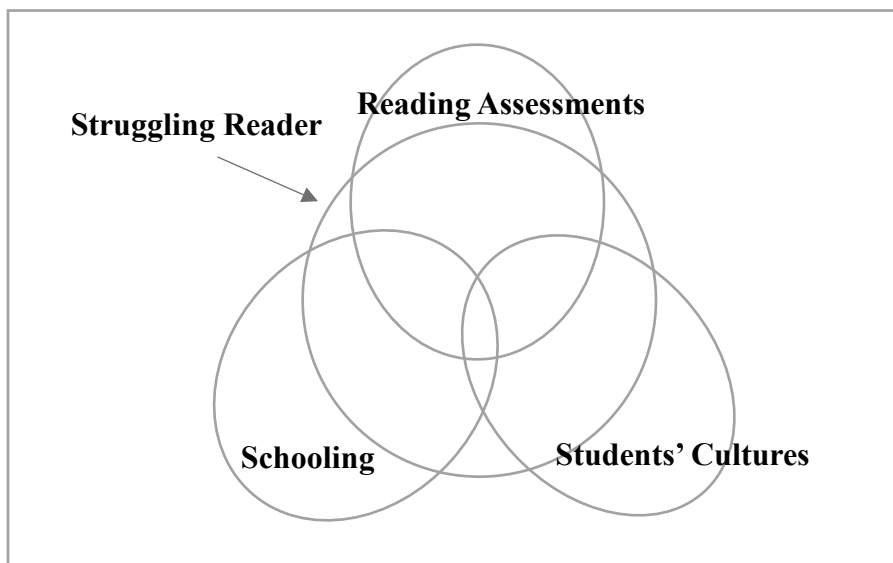 Reading Assessments
Struggling Reader
Schooling
Students’ Cultures